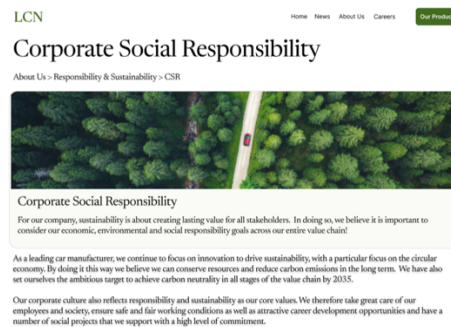 LCN
Home News About Us Careers
Our Produc
Corporate Social Responsibility
About Us > Responsibility & Sustainability > CSR
Corporate Social Responsibility
For our company, sustainability is about creating lasting value for all stakeholders. In doing so, we believe it is important to
consider our economic, environmental and social responsibility goals across our entire value chain!
As a leading car manufacturer, we continue to focus on innovation to drive sustainability, with a particular focus on the circular
economy. By doing it this way we believe we can conserve resources and reduce carbon emissions in the long term. We have also
set ourselves the ambitious target to achieve carbon neutrality in all stages of the value chain by 2035.
Our corporate culture also reflects responsibility and sustainability as our core values. We therefore take great care of our
employees and society, ensure safe and fair working conditions as well as attractive career development opportunities and have a
number of social projects that we support with a high level of commitment.